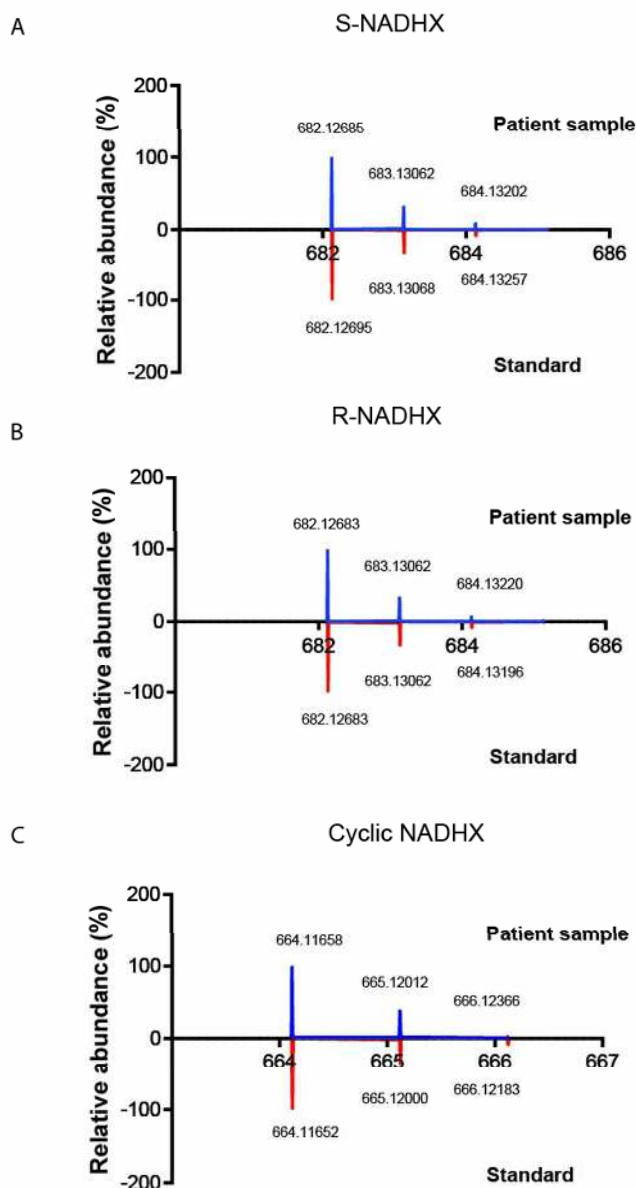 A
S-NADHX
Relative abundance (%)
200
100
0
-100
-200
682.12685
683.13062
684.13202
Patient sample
682
684
686
682.12695
683.13068
684.13257
Standard
B
R-NADHX
Relative abundance (%)
200
100
0
-100
-200
682.12683
683.13062
684.13220
Patient sample
682
684
686
682.12683
683.13062
684.13196
Standard
C
Cyclic NADHX
Relative abundance (%)
200
100
0
-100
-200
664.11658
665.12012
666.12366
Patient sample
664
665
666
667
664.11652
665.12000
666.12183
Standard